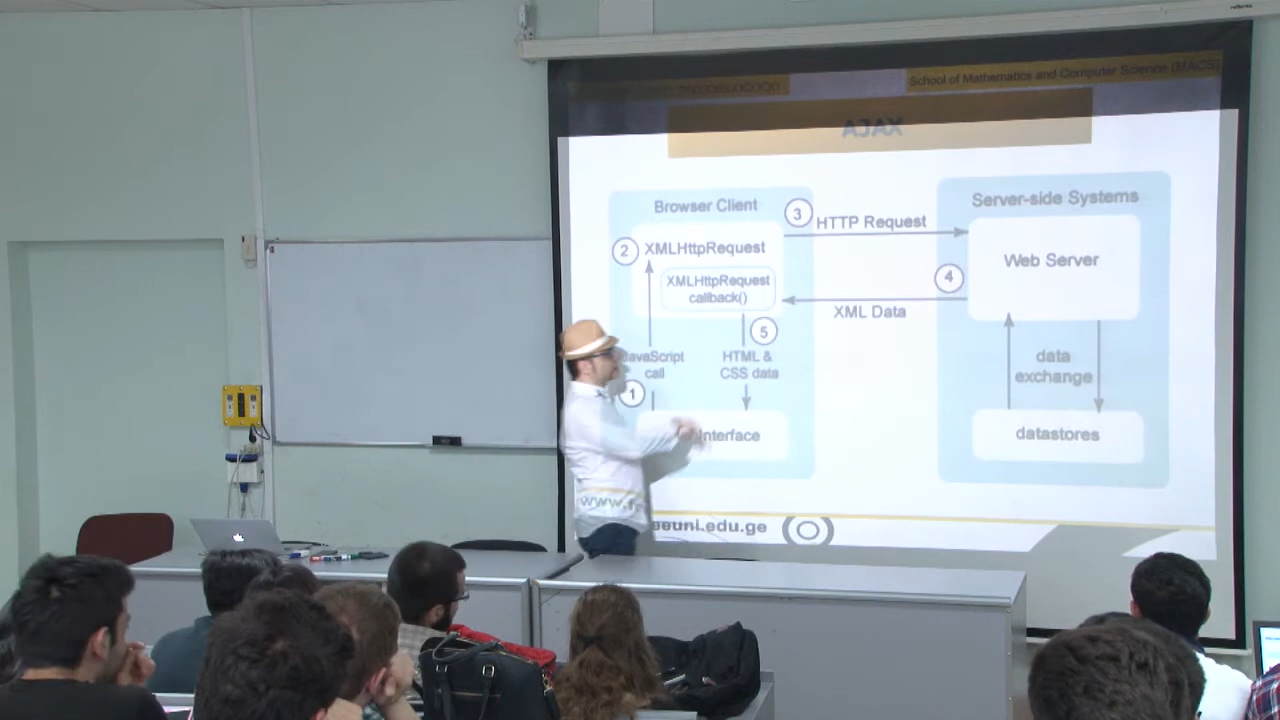 School of Mathematics and Computer Science (MACS)
AJAX
Browser Client
Server-side Systems
3
HTTP Request
2
XMLHttpRequest
Web Server
XMLHttpRequest
callback()
4
XML Data
5
JavaScript
call
HTML &
CSS data
data
exchange
1
Interface
datastores
uni.edu.ge